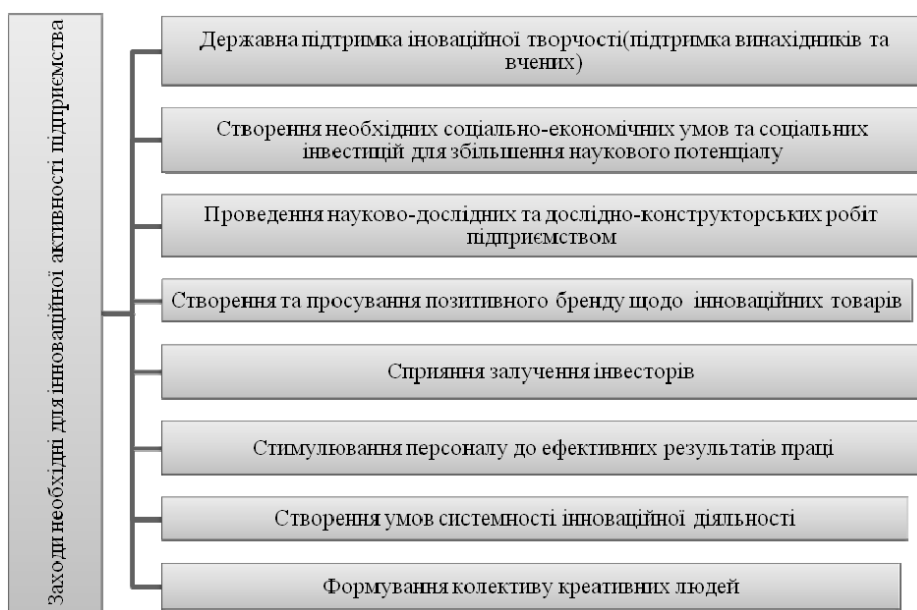 Заходи необхідні для інноваційної активності підприємства
Державна підтримка іноваційної творчості(підтримка винахідників та
вчених)
Створення необхідних соціально-економічних умов та соціальних
інвестицій для збільшення наукового потенціалу
Проведення науково-дослідних та дослідно-конструкторських робіт
підприємством
Створення та просування позитивного бренду щодо інноваційних товарів
Сприяння залучення інвесторів
Стимулювання персоналу до ефективних результатів праці
Створення умов системності інноваційної діяльності
Формування колективу креативних людей